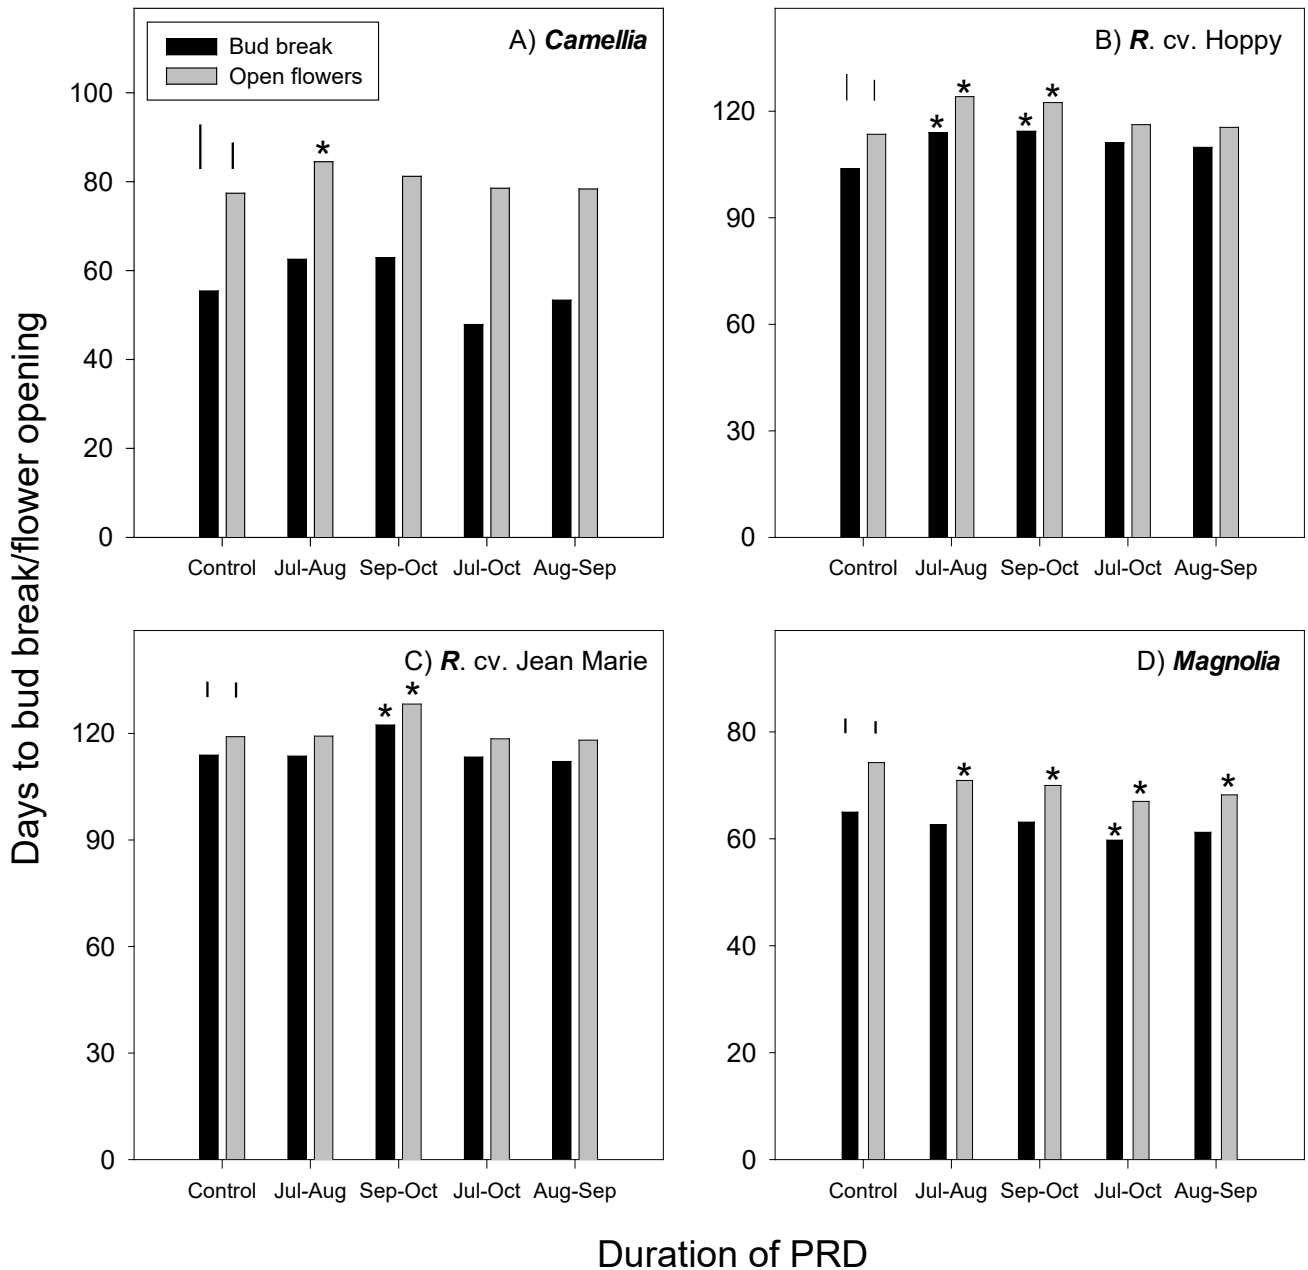 Days to bud break/flower opening
Bud break
Open flowers
A) Camellia
100
80
60
40
20
0
*
Control Jul-Aug Sep-Oct Jul-Oct Aug-Sep
B) R. cv. Hoppy
120
90
60
30
0
* * * *
Control Jul-Aug Sep-Oct Jul-Oct Aug-Sep
C) R. cv. Jean Marie
120
90
60
30
0
* *
Control Jul-Aug Sep-Oct Jul-Oct Aug-Sep
D) Magnolia
80
60
40
20
0
* * * * *
Control Jul-Aug Sep-Oct Jul-Oct Aug-Sep
Duration of PRD